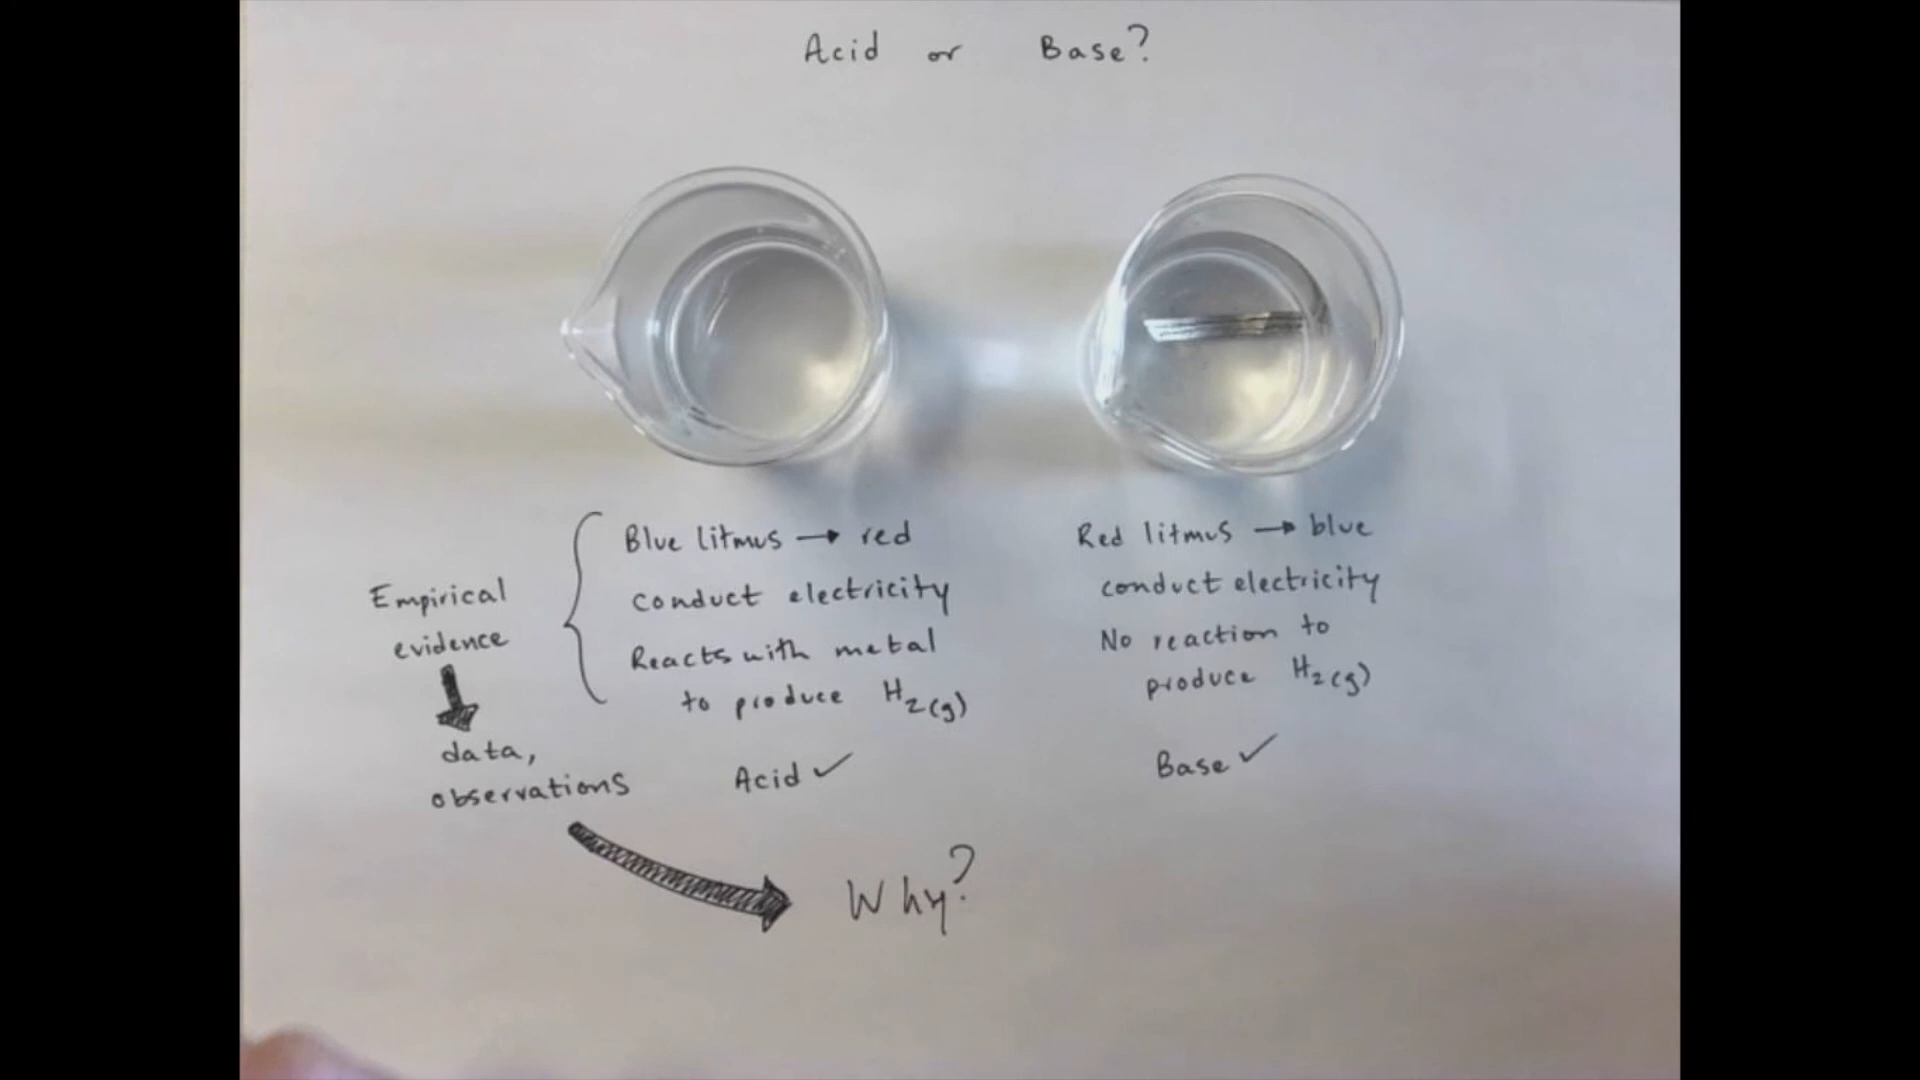 Acid or Base?
Empirical
evidence
data,
observations
Blue litmus → red
conduct electricity
Reacts with metal
to produce H2(g)
Acid ✓
Red litmus → blue
conduct electricity
No reaction to
produce H2(g)
Base ✓
Why?